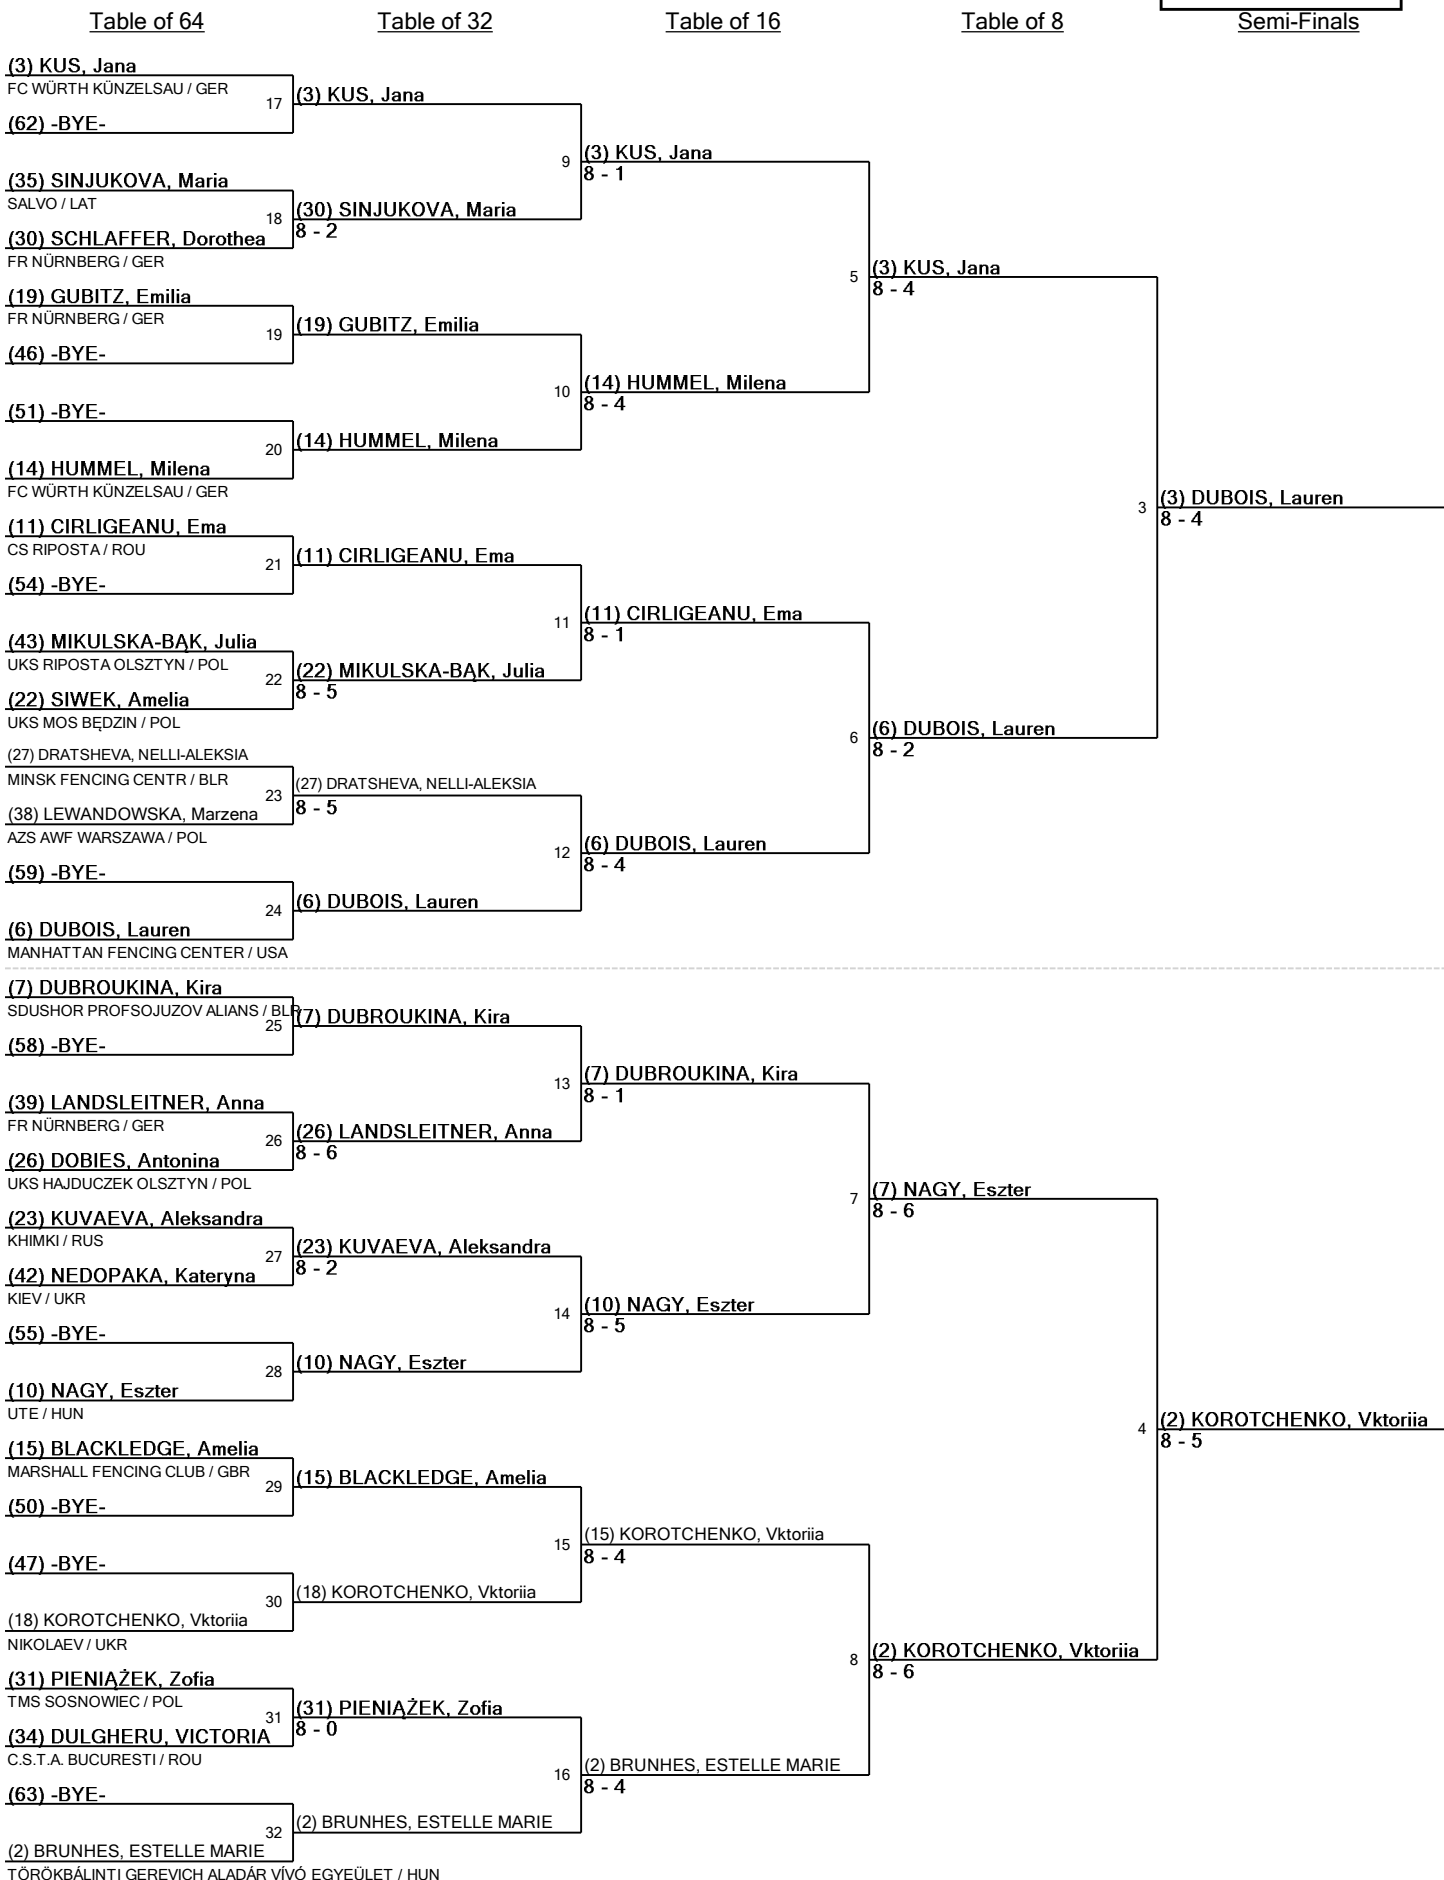 Table of 64
Table of 32
Table of 16
Table of 8
Semi-Finals
(3) KUS, Jana
FC WÜRTH KÜNZELSAU / GER
17
(3) KUS, Jana
(62) -BYE-
9
(3) KUS, Jana
8 - 1
(35) SINJUKOVA, Maria
SALVO / LAT
18
(30) SINJUKOVA, Maria
8 - 2
(30) SCHLAFFER, Dorothea
FR NÜRNBERG / GER
5
(3) KUS, Jana
8 - 4
(19) GUBITZ, Emilia
FR NÜRNBERG / GER
19
(19) GUBITZ, Emilia
(46) -BYE-
10
(14) HUMMEL, Milena
8 - 4
(51) -BYE-
20
(14) HUMMEL, Milena
(14) HUMMEL, Milena
FC WÜRTH KÜNZELSAU / GER
3
(3) DUBOIS, Lauren
8 - 4
(11) CIRLIGEANU, Ema
CS RIPOSTA / ROU
21
(11) CIRLIGEANU, Ema
(54) -BYE-
11
(11) CIRLIGEANU, Ema
8 - 1
(43) MIKULSKA-BĄK, Julia
UKS RIPOSTA OLSZTYN / POL
22
(22) MIKULSKA-BĄK, Julia
8 - 5
(22) SIWEK, Amelia
UKS MOS BĘDZIN / POL
6
(6) DUBOIS, Lauren
8 - 2
(27) DRATSHEVA, NELLI-ALEKSIA
MINSK FENCING CENTR / BLR
23
(27) DRATSHEVA, NELLI-ALEKSIA
8 - 5
(38) LEWANDOWSKA, Marzena
AZS AWF WARSZAWA / POL
12
(6) DUBOIS, Lauren
8 - 4
(59) -BYE-
24
(6) DUBOIS, Lauren
(6) DUBOIS, Lauren
MANHATTAN FENCING CENTER / USA
(7) DUBROUKINA, Kira
SDUSHOR PROFSOJUZOV ALIANS / BLR
25
(7) DUBROUKINA, Kira
(58) -BYE-
13
(7) DUBROUKINA, Kira
8 - 1
(39) LANDSLEITNER, Anna
FR NÜRNBERG / GER
26
(26) LANDSLEITNER, Anna
8 - 6
(26) DOBIES, Antonina
UKS HAJDUCZEK OLSZTYN / POL
7
(7) NAGY, Eszter
8 - 6
(23) KUVAEVA, Aleksandra
KHIMKI / RUS
27
(23) KUVAEVA, Aleksandra
8 - 2
(42) NEDOPAKA, Kateryna
KIEV / UKR
14
(10) NAGY, Eszter
8 - 5
(55) -BYE-
28
(10) NAGY, Eszter
(10) NAGY, Eszter
UTE / HUN
4
(2) KOROTCHENKO, Vktoriia
8 - 5
(15) BLACKLEDGE, Amelia
MARSHALL FENCING CLUB / GBR
29
(15) BLACKLEDGE, Amelia
(50) -BYE-
15
(15) KOROTCHENKO, Vktoriia
8 - 4
(47) -BYE-
30
(18) KOROTCHENKO, Vktoriia
(18) KOROTCHENKO, Vktoriia
NIKOLAEV / UKR
8
(2) KOROTCHENKO, Vktoriia
8 - 6
(31) PIENIĄŻEK, Zofia
TMS SOSNOWIEC / POL
31
(31) PIENIĄŻEK, Zofia
8 - 0
(34) DULGHERU, VICTORIA
C.S.T.A. BUCURESTI / ROU
16
(2) BRUNHES, ESTELLE MARIE
8 - 4
(63) -BYE-
32
(2) BRUNHES, ESTELLE MARIE
(2) BRUNHES, ESTELLE MARIE
TÖRÖKBÁLINTI GEREVICH ALADÁR VÍVÓ EGYEÜLET / HUN